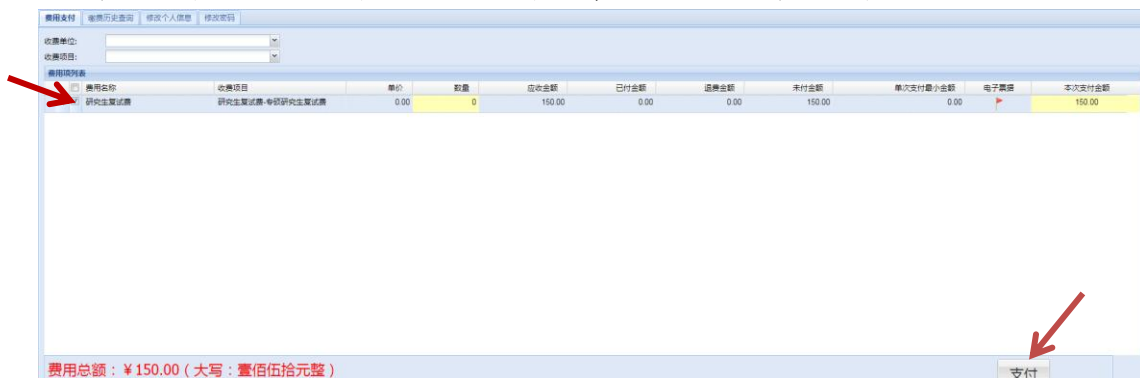 费用支付 缴费历史查询 修改个人信息 修改密码
收费单位:
收费项目:
费用项列表
费用名称 收费项目 单价 数量 应收金额 已付金额 退费金额 未付金额 单次支付最小金额 电子票据 本次支付金额
研究生复试费 研究生复试费-专硕研究生复试费 0.00 0 150.00 0.00 0.00 150.00 0.00 150.00
费用总额：￥150.00（大写：壹佰伍拾元整） 支付